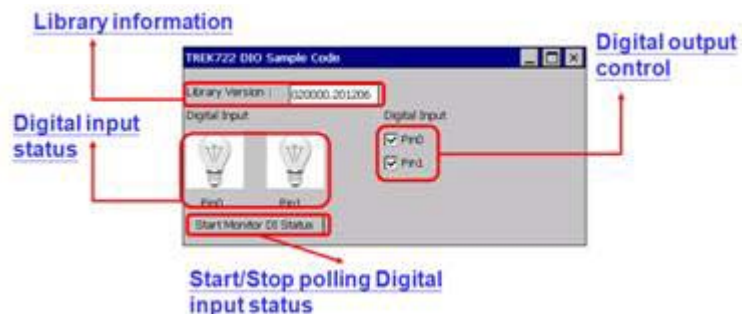 Library information
TREK722 DIO Sample Code
Digital output
control
Library Version :
020000.201206
Digital Input
Digital Input
Digital input
status
Pin0
Pin1
Pin0
Pin1
Start Monitor DI Status
Start/Stop polling Digital
input status